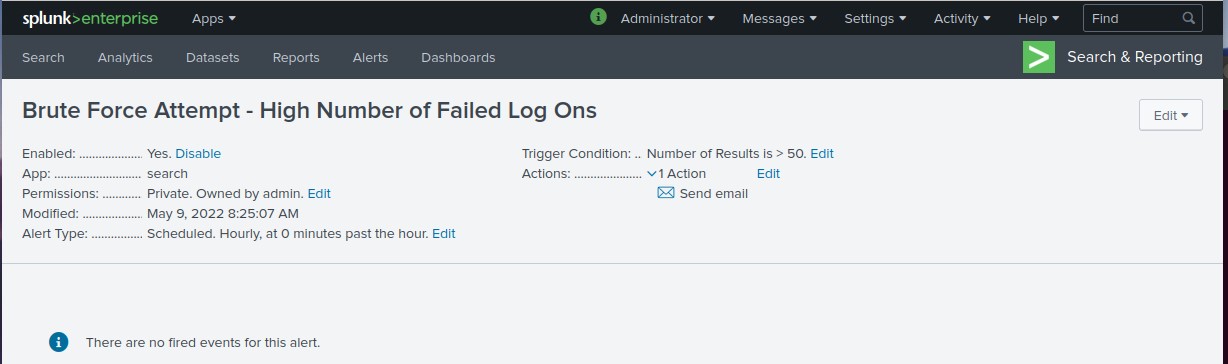 splunk>enterprise Apps Administrator Messages Settings Activity Help Find
Search Analytics Datasets Reports Alerts Dashboards Search & Reporting
Brute Force Attempt - High Number of Failed Log Ons Edit
Enabled: .................... Yes. Disable
App: ........................... search
Permissions: ............ Private. Owned by admin. Edit
Modified: ................... May 9, 2022 8:25:07 AM
Alert Type: ................ Scheduled. Hourly, at 0 minutes past the hour. Edit
Trigger Condition: .. Number of Results is > 50. Edit
Actions: ...................... 1 Action Edit
Send email
There are no fired events for this alert.